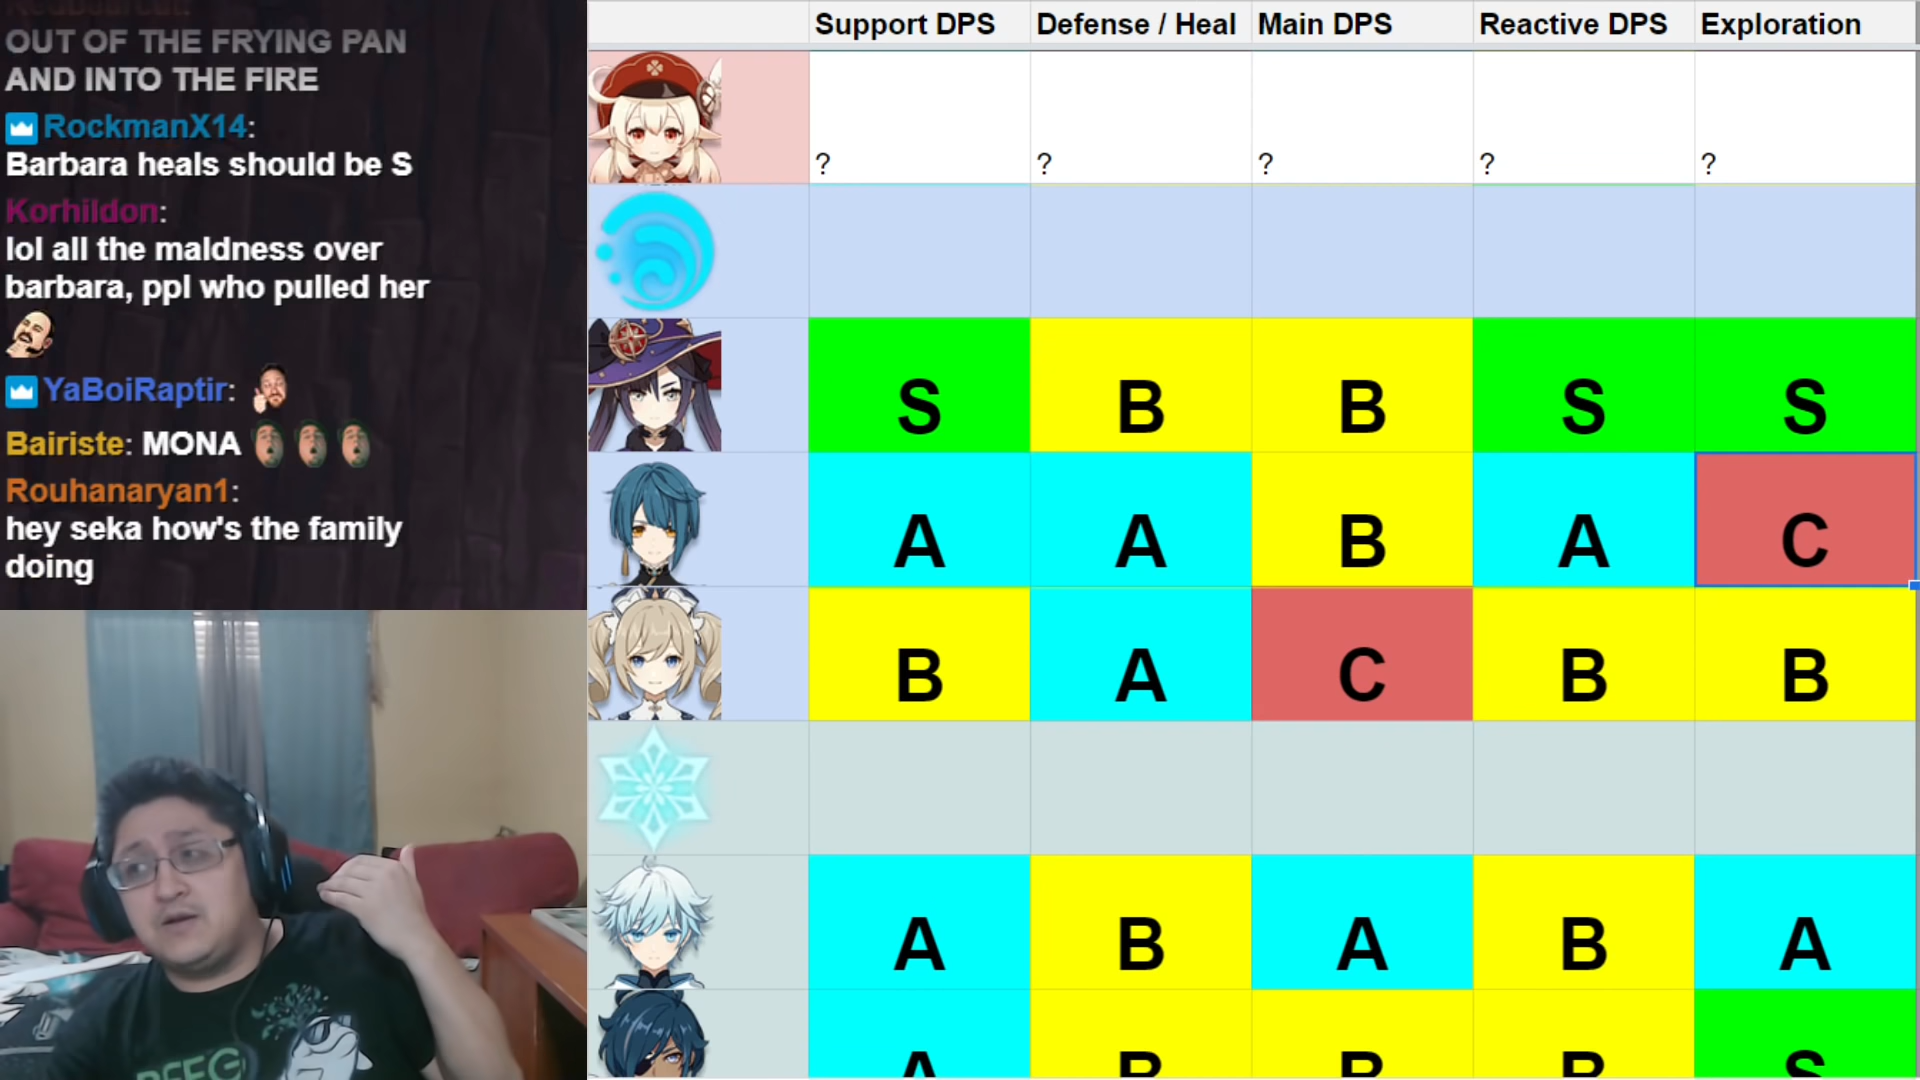 OUT OF THE FRYING PAN
AND INTO THE FIRE
RockmanX14:
Barbara heals should be S
Korhildon:
lol all the maldness over
barbara, ppl who pulled her
YaBoiRaptir:
Bairiste: MONA
Rouhanaryan1:
hey seka how's the family
doing
Support DPS Defense / Heal Main DPS Reactive DPS Exploration
? ? ? ? ?
S B B S S
A A B A C
B A C B B
A B A B A
A B B B S